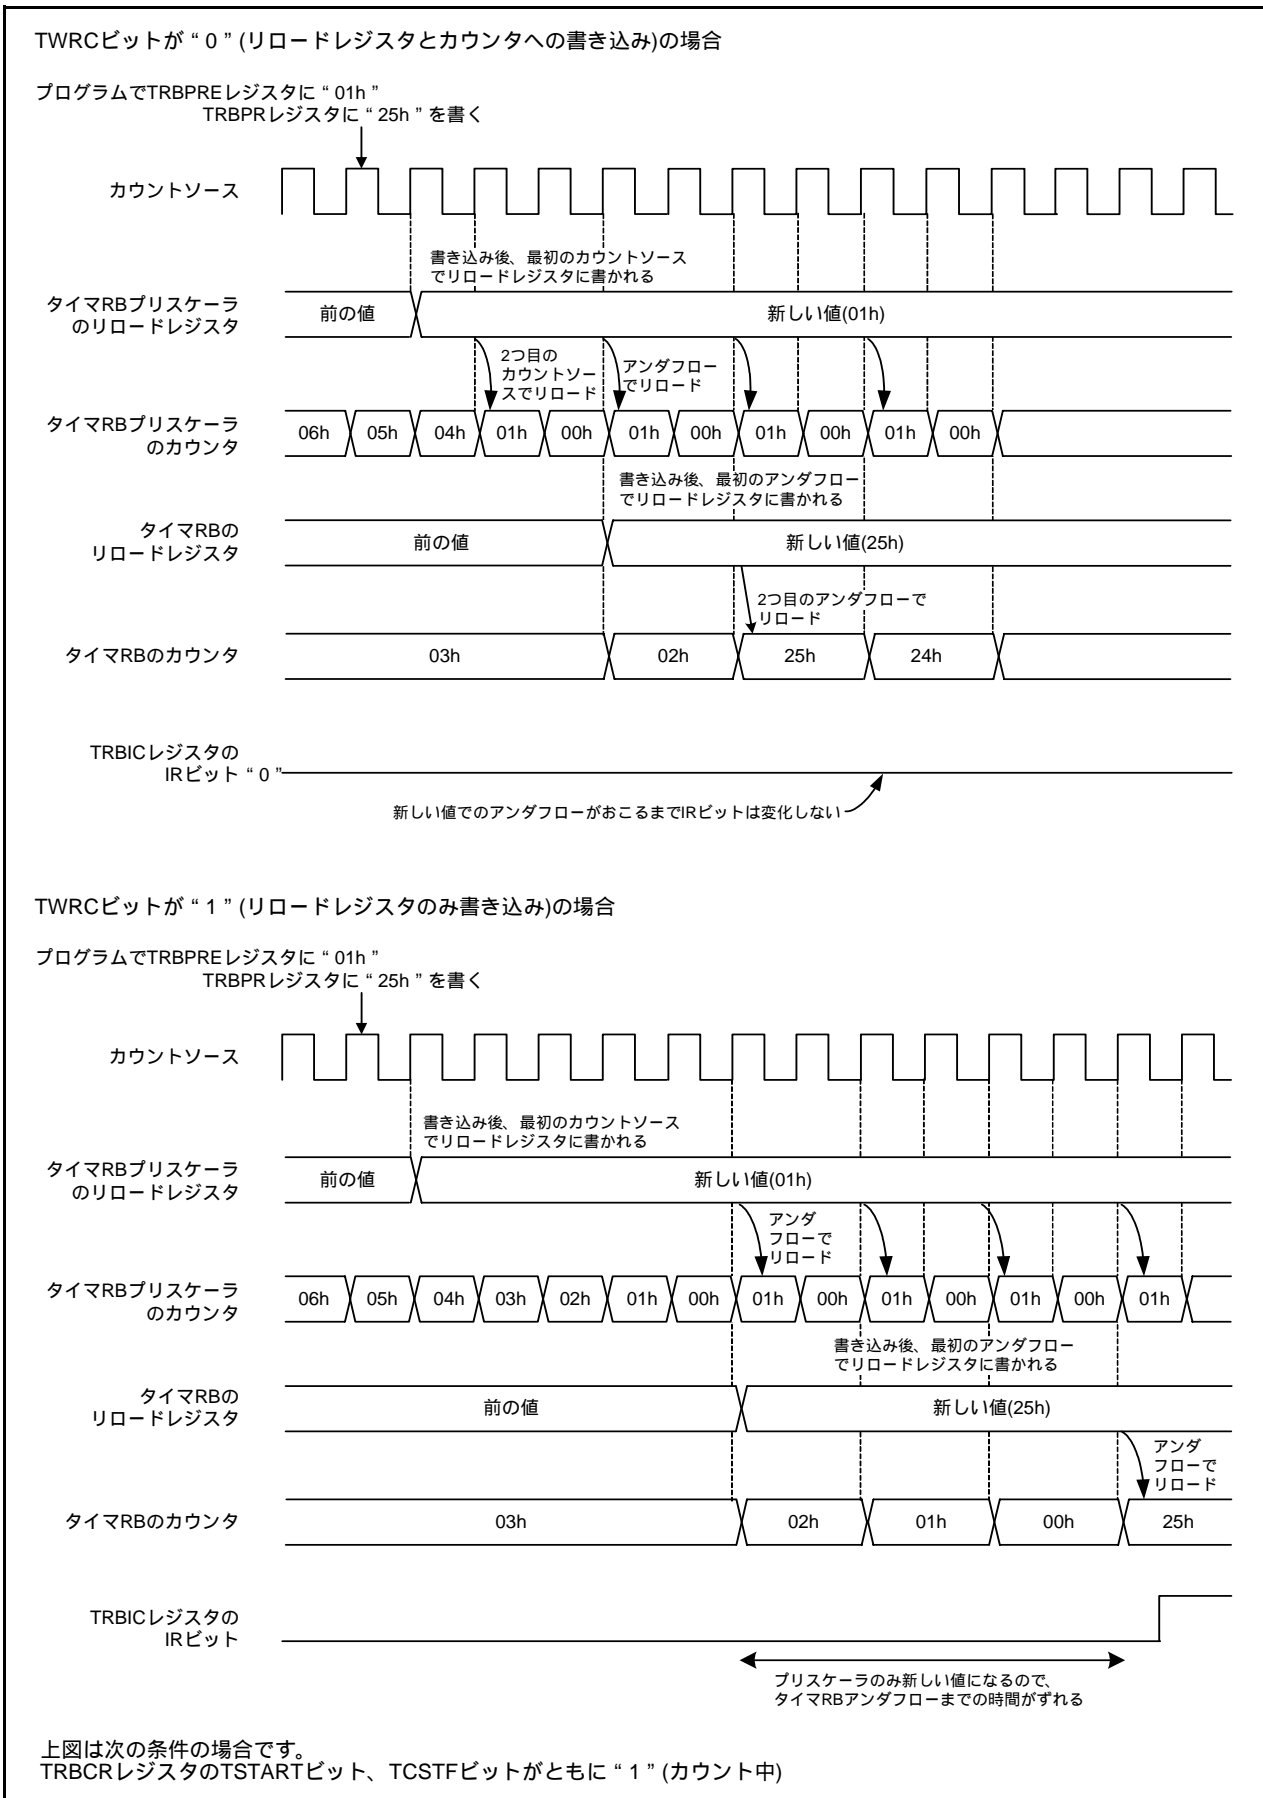 TWRCビットが“0”(リロードレジスタとカウンタへの書き込み)の場合
プログラムでTRBPREレジスタに“01h”
TRBPRレジスタに“25h”を書く
カウントソース
書き込み後、最初のカウントソース
でリロードレジスタに書かれる
タイマRBプリスケーラ
のリロードレジスタ
前の値
新しい値(01h)
2つ目の
カウントソー
スでリロード
アンダフロー
でリロード
タイマRBプリスケーラ
のカウンタ
06h 05h 04h 01h 00h 01h 00h 01h 00h 01h 00h
書き込み後、最初のアンダフロー
でリロードレジスタに書かれる
タイマRBの
リロードレジスタ
前の値
新しい値(25h)
2つ目のアンダフローで
リロード
タイマRBのカウンタ
03h 02h 25h 24h
TRBICレジスタの
IRビット“0”
新しい値でのアンダフローがおこるまでIRビットは変化しない
TWRCビットが“1”(リロードレジスタのみ書き込み)の場合
プログラムでTRBPREレジスタに“01h”
TRBPRレジスタに“25h”を書く
カウントソース
書き込み後、最初のカウントソース
でリロードレジスタに書かれる
タイマRBプリスケーラ
のリロードレジスタ
前の値
新しい値(01h)
アンダ
フローで
リロード
タイマRBプリスケーラ
のカウンタ
06h 05h 04h 03h 02h 01h 00h 01h 00h 01h 00h 01h 00h 01h
書き込み後、最初のアンダフロー
でリロードレジスタに書かれる
タイマRBの
リロードレジスタ
前の値
新しい値(25h)
アンダ
フローで
リロード
タイマRBのカウンタ
03h 02h 01h 00h 25h
TRBICレジスタの
IRビット
プリスケーラのみ新しい値になるので、
タイマRBアンダフローまでの時間がずれる
上図は次の条件の場合です。
TRBCRレジスタのTSTARTビット、TCSTFビットがともに“1”(カウント中)